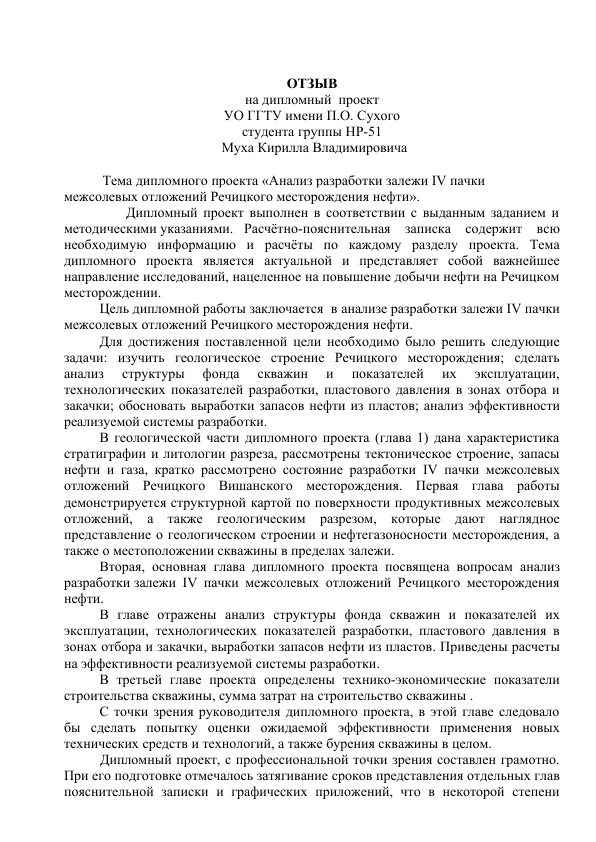 ОТЗЫВ
на дипломный проект
УО ГГТУ имени П.О. Сухого
студента группы НР-51
Муха Кирилла Владимировича
Тема дипломного проекта «Анализ разработки залежи IV пачки
межсолевых отложений Речицкого месторождения нефти».
Дипломный проект выполнен в соответствии с выданным заданием и
методическими указаниями. Расчётно-пояснительная записка содержит всю
необходимую информацию и расчёты по каждому разделу проекта. Тема
дипломного проекта является актуальной и представляет собой важнейшее
направление исследований, нацеленное на повышение добычи нефти на Речицком
месторождении.
Цель дипломной работы заключается в анализе разработки залежи IV пачки
межсолевых отложений Речицкого месторождения нефти.
Для достижения поставленной цели необходимо было решить следующие
задачи: изучить геологическое строение Речицкого месторождения; сделать
анализ структуры фонда скважин и показателей их эксплуатации,
технологических показателей разработки, пластового давления в зонах отбора и
закачки; обосновать выработки запасов нефти из пластов; анализ эффективности
реализуемой системы разработки.
В геологической части дипломного проекта (глава 1) дана характеристика
стратиграфии и литологии разреза, рассмотрены тектоническое строение, запасы
нефти и газа, кратко рассмотрено состояние разработки IV пачки межсолевых
отложений Речицкого Вишанского месторождения. Первая глава работы
демонстрируется структурной картой по поверхности продуктивных межсолевых
отложений, а также геологическим разрезом, которые дают наглядное
представление о геологическом строении и нефтегазоносности месторождения, а
также о местоположении скважины в пределах залежи.
Вторая, основная глава дипломного проекта посвящена вопросам анализ
разработки залежи IV пачки межсолевых отложений Речицкого месторождения
нефти.
В главе отражены анализ структуры фонда скважин и показателей их
эксплуатации, технологических показателей разработки, пластового давления в
зонах отбора и закачки, выработки запасов нефти из пластов. Приведены расчеты
на эффективности реализуемой системы разработки.
В третьей главе проекта определены технико-экономические показатели
строительства скважины, сумма затрат на строительство скважины .
С точки зрения руководителя дипломного проекта, в этой главе следовало
бы сделать попытку оценки ожидаемой эффективности применения новых
технических средств и технологий, а также бурения скважины в целом.
Дипломный проект, с профессиональной точки зрения составлен грамотно.
При его подготовке отмечалось затягивание сроков представления отдельных глав
пояснительной записки и графических приложений, что в некоторой степени